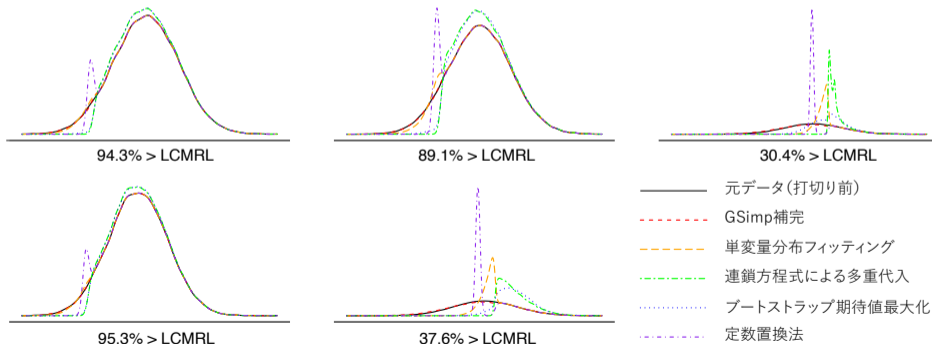 94.3% > LCMRL
89.1% > LCMRL
30.4% > LCMRL
95.3% > LCMRL
37.6% > LCMRL
元データ(打切り前)
GSimp補完
単変量分布フィッティング
連鎖方程式による多重代入
ブートストラップ期待値最大化
定数置換法